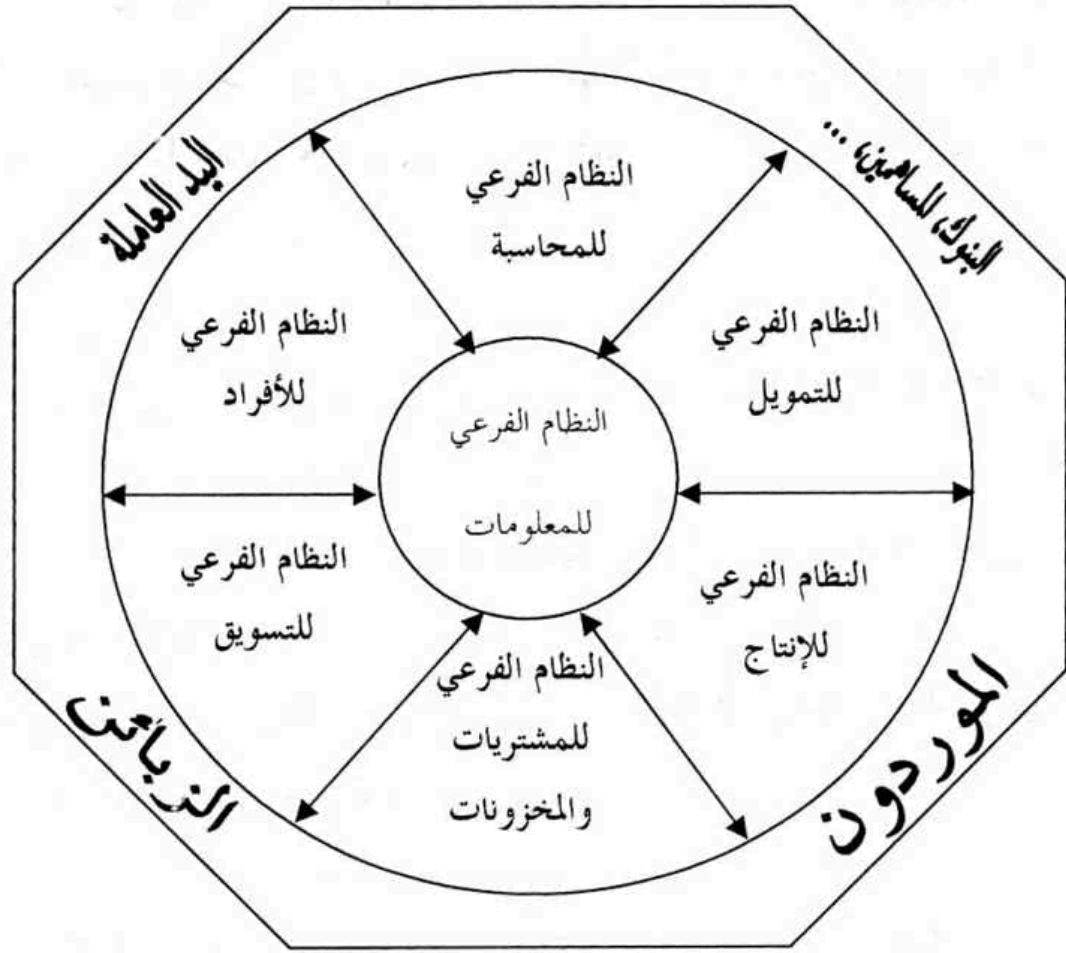 البنوك، المساهمين، ...
اليد العاملة
النظام الفرعي
للمحاسبة
النظام الفرعي
للتمويل
النظام الفرعي
للأفراد
النظام الفرعي
للمعلومات
النظام الفرعي
للإنتاج
النظام الفرعي
للتسويق
النظام الفرعي
للمشتريات
والمخزونات
الموردون
الزبائن